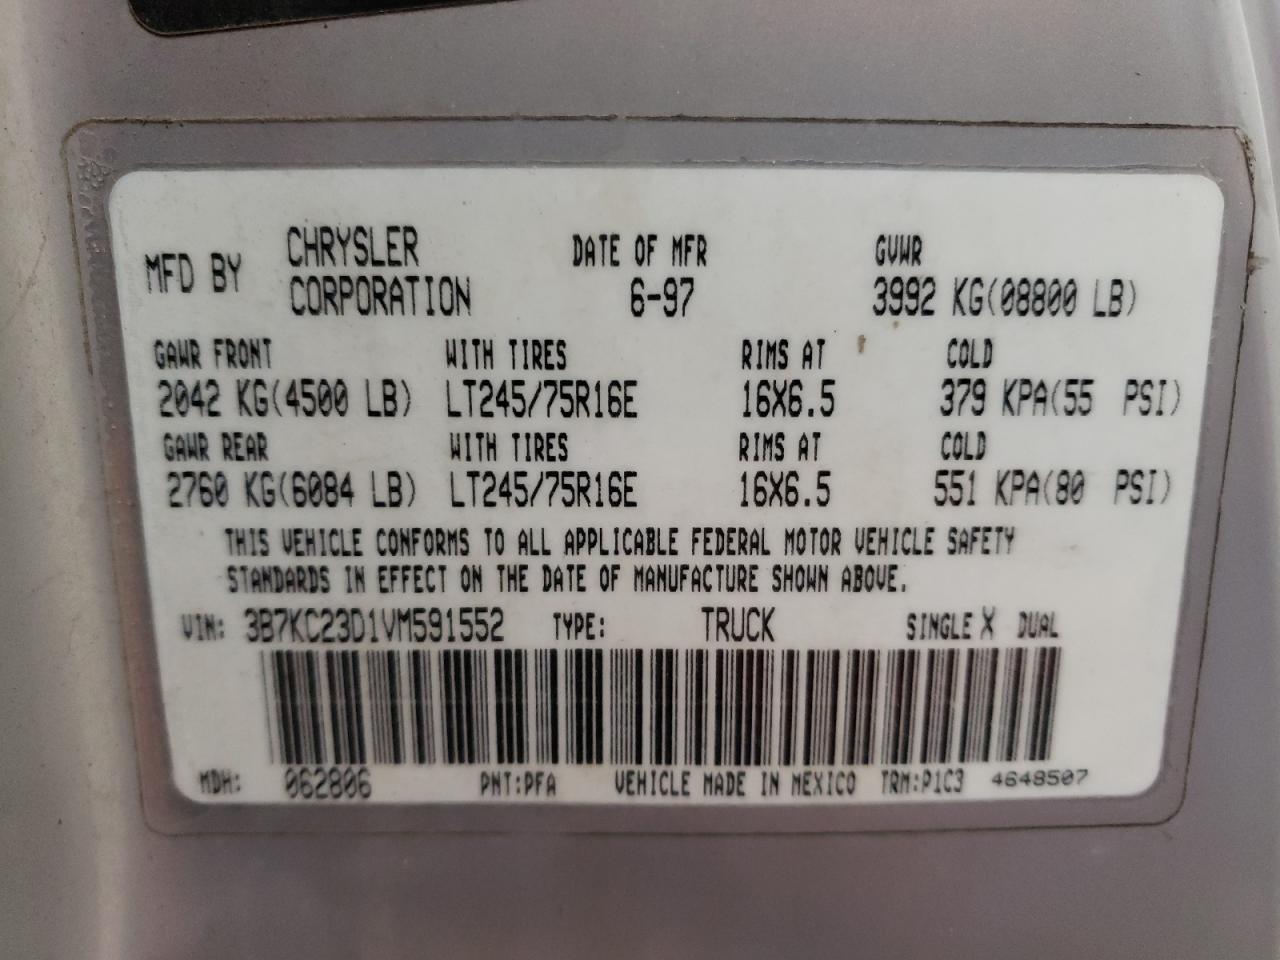 MFD BY CHRYSLER CORPORATION DATE OF MFR 6-97 GVWR 3992 KG(08800 LB)
GAWR FRONT WITH TIRES RIMS AT COLD
2042 KG(4500 LB) LT245/75R16E 16X6.5 379 KPA(55 PSI)
GAWR REAR WITH TIRES RIMS AT COLD
2760 KG(6084 LB) LT245/75R16E 16X6.5 551 KPA(80 PSI)
THIS VEHICLE CONFORMS TO ALL APPLICABLE FEDERAL MOTOR VEHICLE SAFETY
STANDARDS IN EFFECT ON THE DATE OF MANUFACTURE SHOWN ABOVE.
VIN: 3B7KC23D1VM591552 TYPE: TRUCK SINGLE X DUAL
MDH: 062806 PNT:PFA VEHICLE MADE IN MEXICO TRM:P1C3 4648507